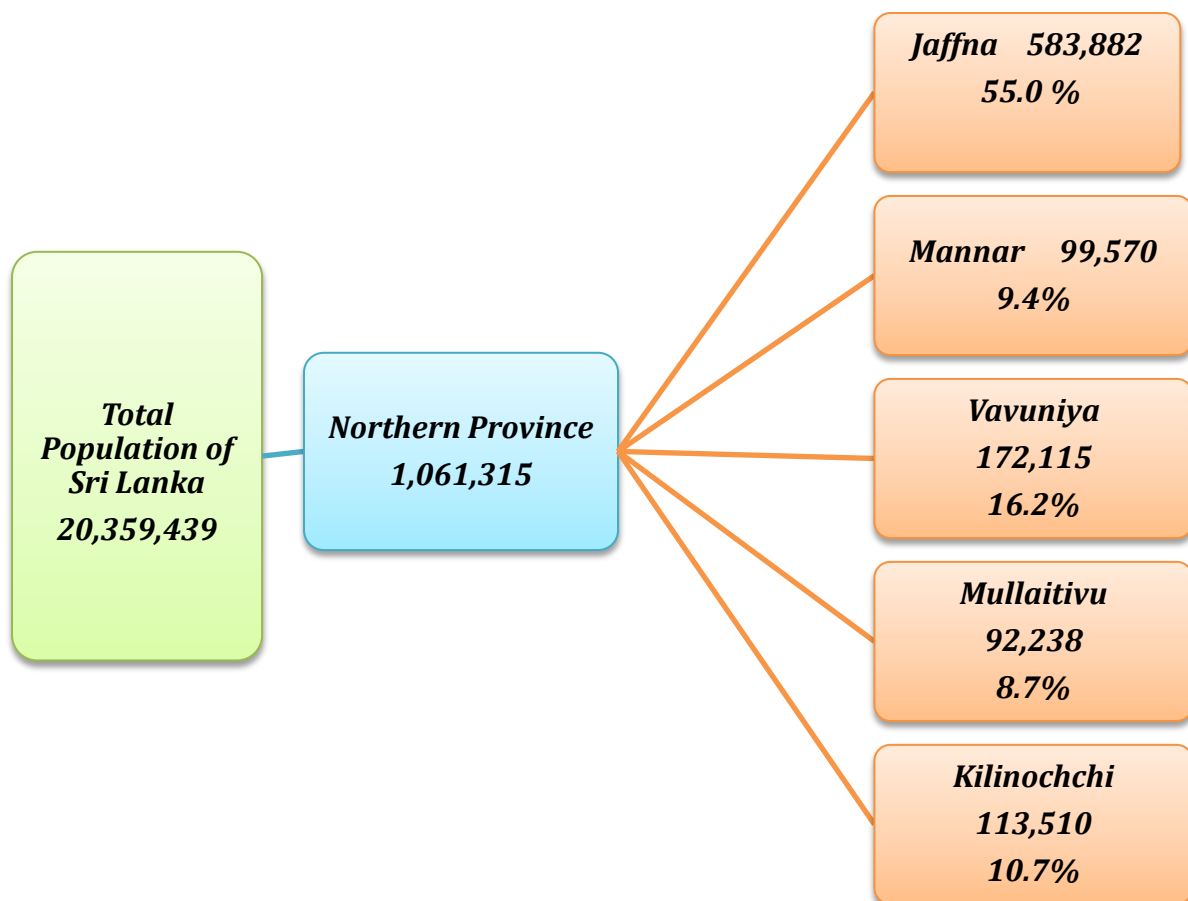 Total
Population of
Sri Lanka
20,359,439
Northern Province
1,061,315
Jaffna 583,882
55.0 %
Mannar 99,570
9.4%
Vavuniya
172,115
16.2%
Mullaitivu
92,238
8.7%
Kilinochchi
113,510
10.7%